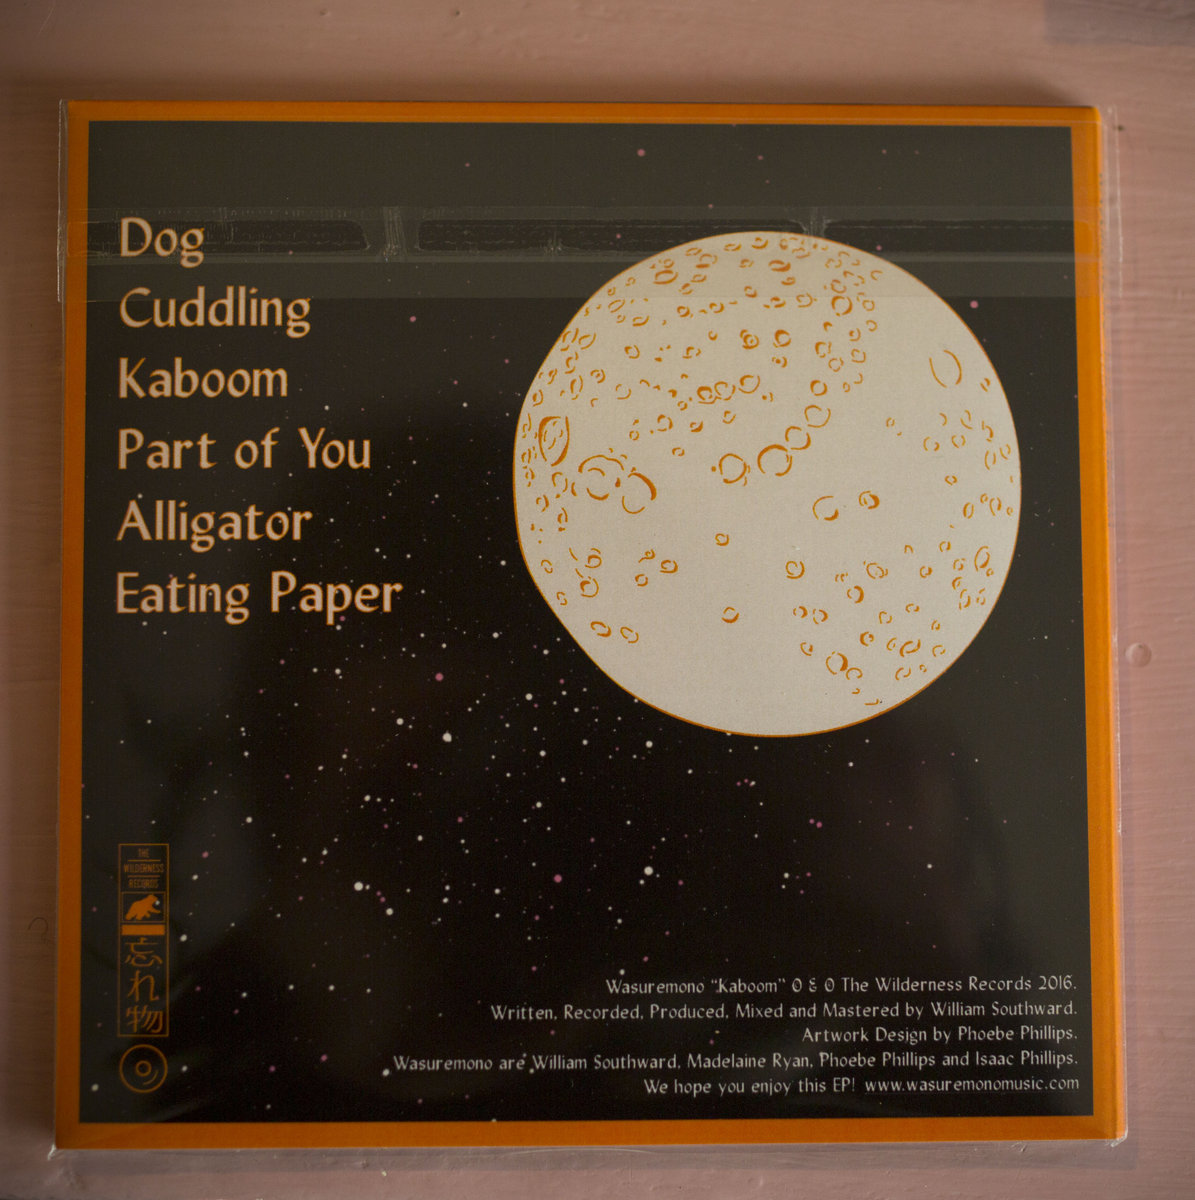 Dog
Cuddling
Kaboom
Part of You
Alligator
Eating Paper
THE
WILDERNESS
RECORDS
忘れ物
Wasuremono "Kaboom" © & © The Wilderness Records 2016.
Written, Recorded, Produced, Mixed and Mastered by William Southward.
Artwork Design by Phoebe Phillips.
Wasuremono are William Southward, Madelaine Ryan, Phoebe Phillips and Isaac Phillips.
We hope you enjoy this EP! www.wasuremonomusic.com